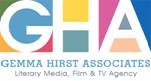 GHA
GEMMA HIRST ASSOCIATES
Literary Media, Film & TV Agency